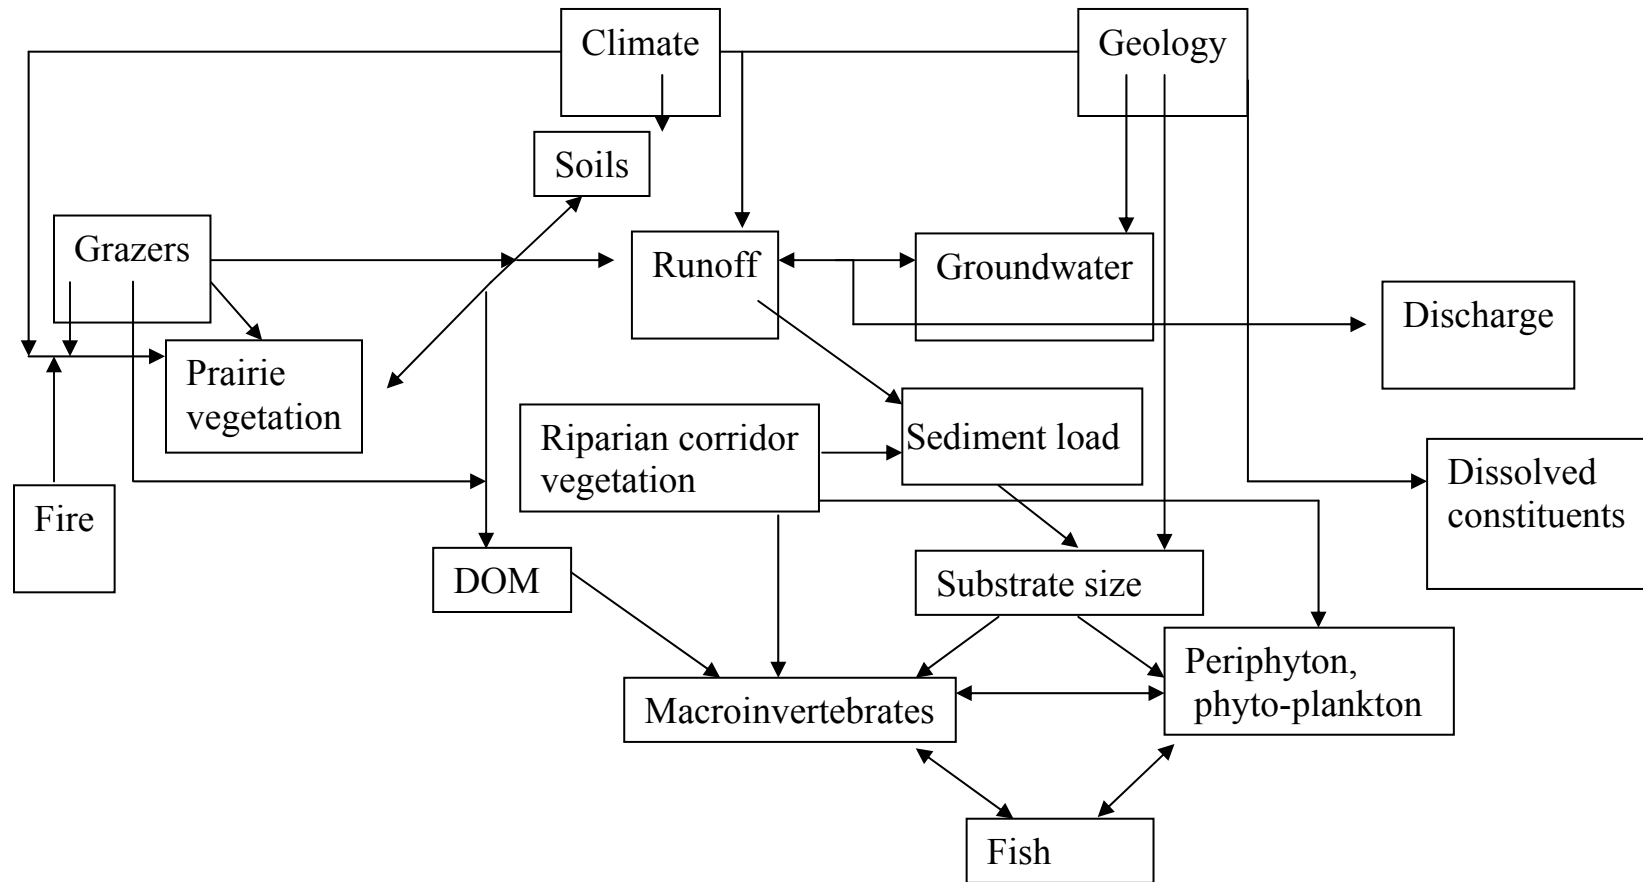 Climate
Geology
Soils
Grazers
Runoff
Groundwater
Discharge
Prairie
vegetation
Riparian corridor
vegetation
Sediment load
Dissolved
constituents
Fire
DOM
Substrate size
Periphyton,
phyto-plankton
Macroinvertebrates
Fish